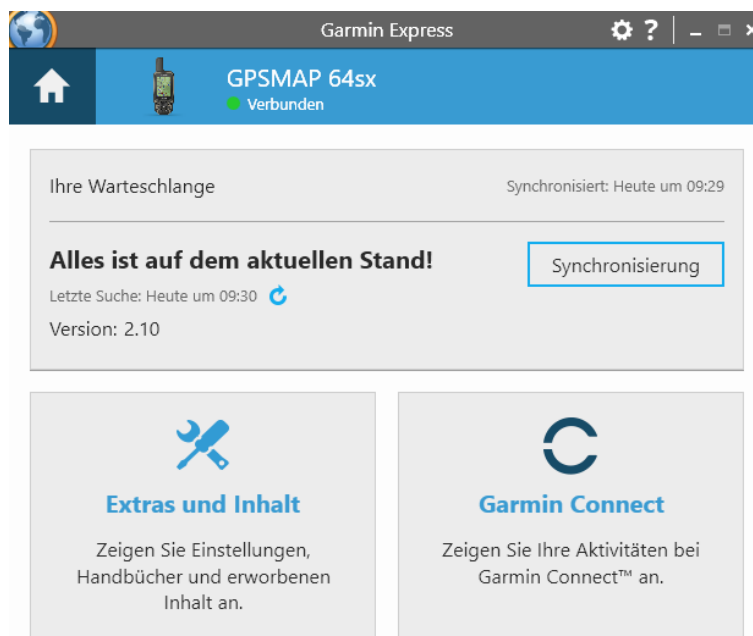 Garmin Express
?
GPSMAP 64sx
Verbunden
Ihre Warteschlange
Synchronisiert: Heute um 09:29
Alles ist auf dem aktuellen Stand!
Synchronisierung
Letzte Suche: Heute um 09:30
Version: 2.10
Extras und Inhalt
Zeigen Sie Einstellungen,
Handbücher und erworbenen
Inhalt an.
Garmin Connect
Zeigen Sie Ihre Aktivitäten bei
Garmin Connect™ an.